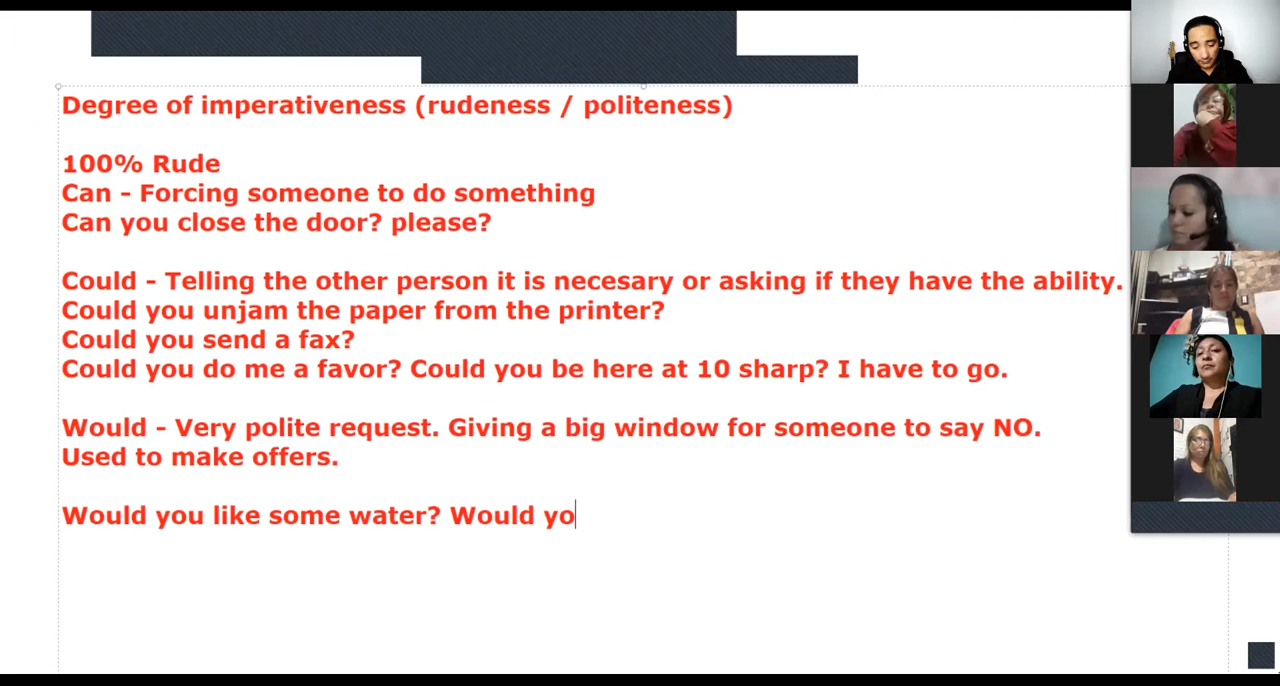 Degree of imperativeness (rudeness / politeness)
100% Rude
Can - Forcing someone to do something
Can you close the door? please?
Could - Telling the other person it is necesary or asking if they have the ability.
Could you unjam the paper from the printer?
Could you send a fax?
Could you do me a favor? Could you be here at 10 sharp? I have to go.
Would - Very polite request. Giving a big window for someone to say NO.
Used to make offers.
Would you like some water? Would yo